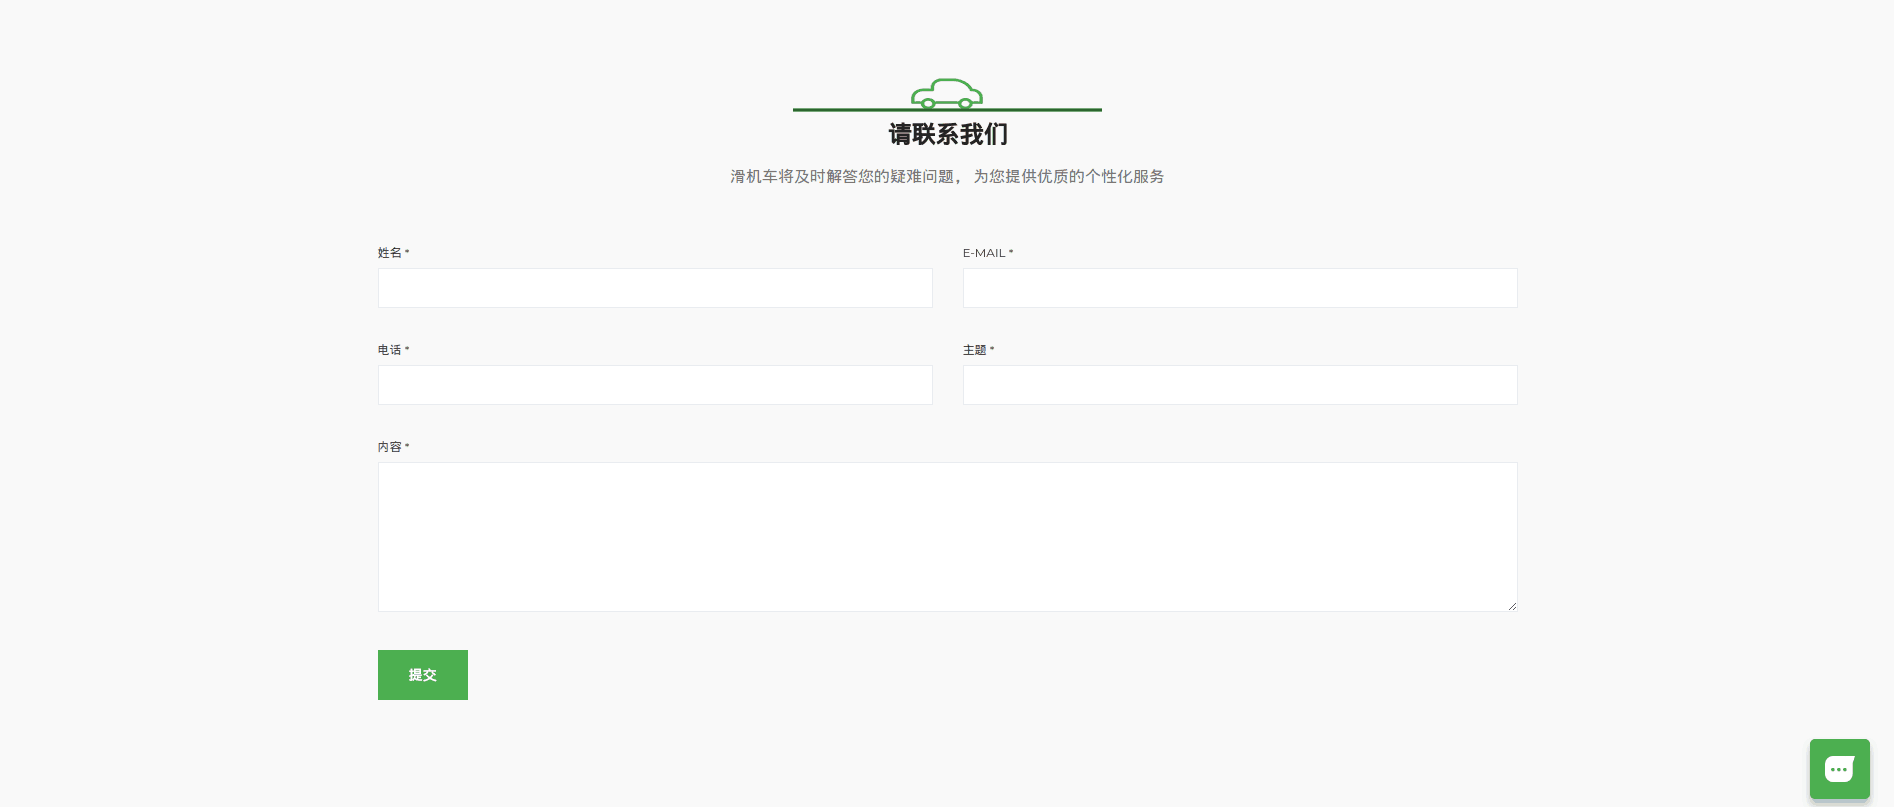 请联系我们
滑机车将及时解答您的疑难问题， 为您提供优质的个性化服务
姓名 *
E-MAIL *
电话 *
主题 *
内容 *
提交